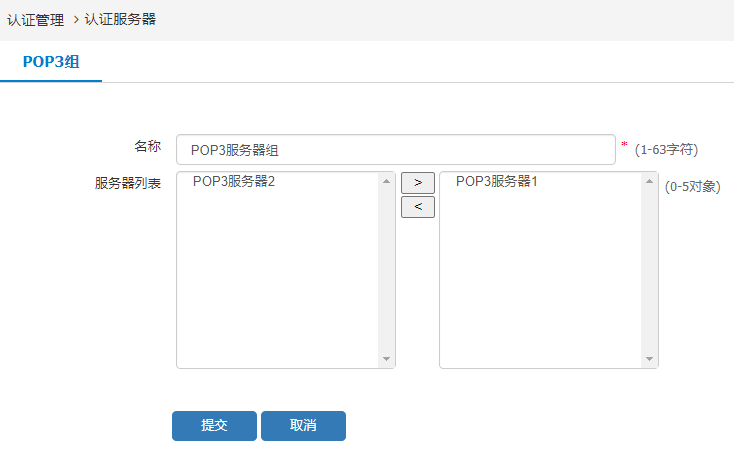 认证管理 > 认证服务器
POP3组
名称 POP3服务器组 * (1-63字符)
服务器列表 POP3服务器2 > POP3服务器1 (0-5对象)
<
提交 取消